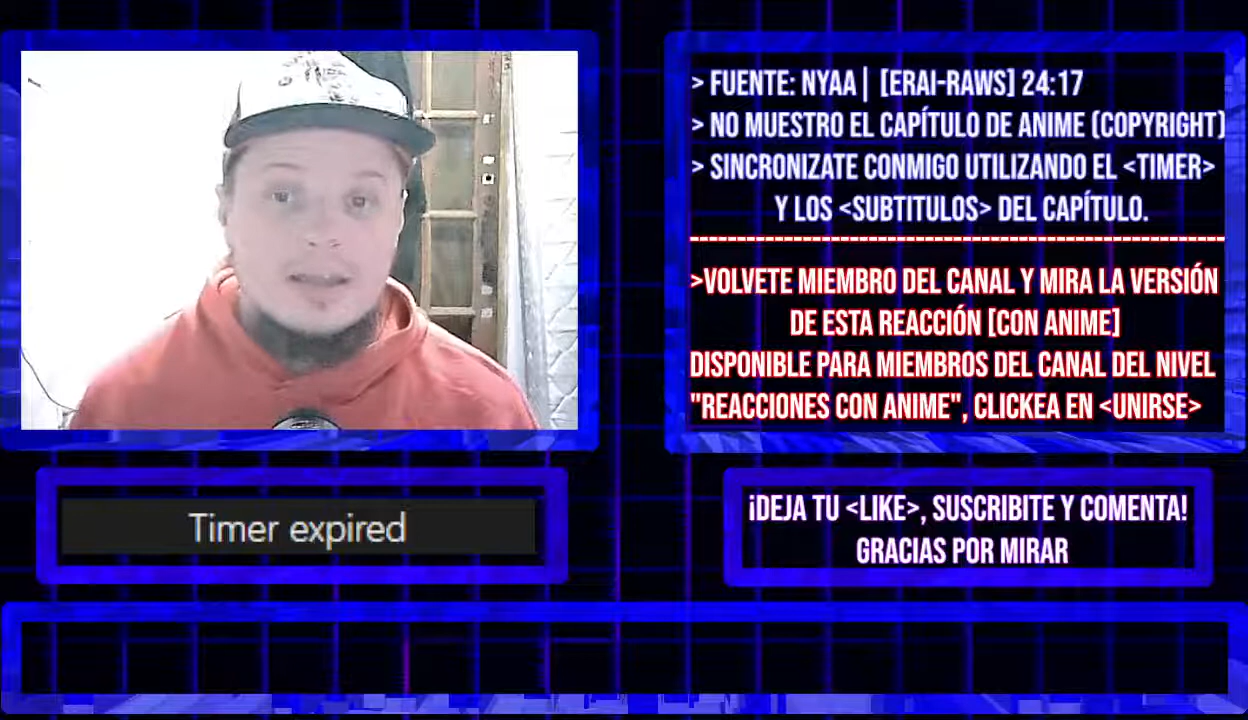 > FUENTE: NYAA | [ERAI-RAWS] 24:17
> NO MUESTRO EL CAPÍTULO DE ANIME (COPYRIGHT)
> SINCRONIZATE CONMIGO UTILIZANDO EL <TIMER>
Y LOS <SUBTITULOS> DEL CAPÍTULO.
>VOLVETE MIEMBRO DEL CANAL Y MIRA LA VERSIÓN
DE ESTA REACCIÓN [CON ANIME]
DISPONIBLE PARA MIEMBROS DEL CANAL DEL NIVEL
"REACCIONES CON ANIME", CLICKEA EN <UNIRSE>
Timer expired
¡DEJA TU <LIKE>, SUSCRIBITE Y COMENTA!
GRACIAS POR MIRAR